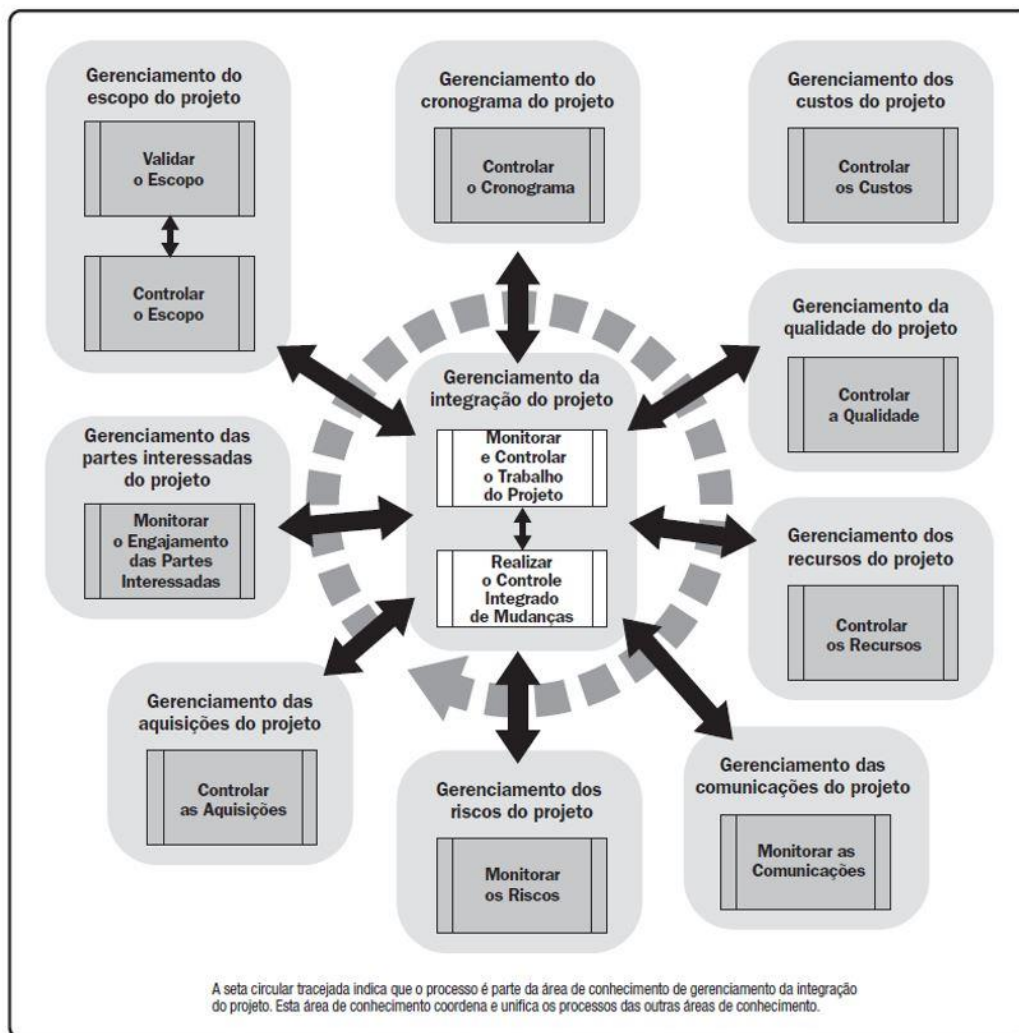 Gerenciamento do
escopo do projeto
Validar
o Escopo
Controlar
o Escopo
Gerenciamento do
cronograma do projeto
Controlar
o Cronograma
Gerenciamento dos
custos do projeto
Controlar
os Custos
Gerenciamento da
qualidade do projeto
Controlar
a Qualidade
Gerenciamento da
integração do projeto
Monitorar
e Controlar
o Trabalho
do Projeto
Realizar
o Controle
Integrado
de Mudanças
Gerenciamento das
partes interessadas
do projeto
Monitorar
o Engajamento
das Partes
Interessadas
Gerenciamento dos
recursos do projeto
Controlar
os Recursos
Gerenciamento das
aquisições do projeto
Controlar
as Aquisições
Gerenciamento dos
riscos do projeto
Monitorar
os Riscos
Gerenciamento das
comunicações do projeto
Monitorar as
Comunicações
A seta circular tracejada indica que o processo é parte da área de conhecimento de gerenciamento da integração
do projeto. Esta área de conhecimento coordena e unifica os processos das outras áreas de conhecimento.